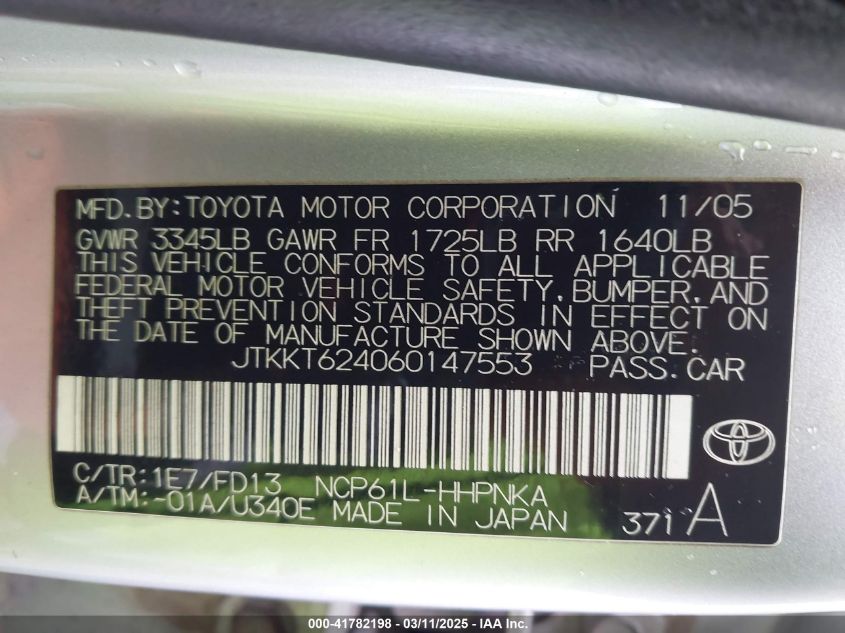 MFD.BY:TOYOTA MOTOR CORPORATION 11/05
GVWR 3345LB GAWR FR 1725LB RR 1640LB
THIS VEHICLE CONFORMS TO ALL APPLICABLE
FEDERAL MOTOR VEHICLE SAFETY,BUMPER,AND
THEFT PREVENTION STANDARDS IN EFFECT ON
THE DATE OF MANUFACTURE SHOWN ABOVE.
JTKKT624060147553 PASS.CAR
C/TR:1E7/FD13 NCP61L-HHPNKA
A/TM:-01A/U340E MADE IN JAPAN
371 A
000-41782198 - 03/11/2025 - IAAI Inc.